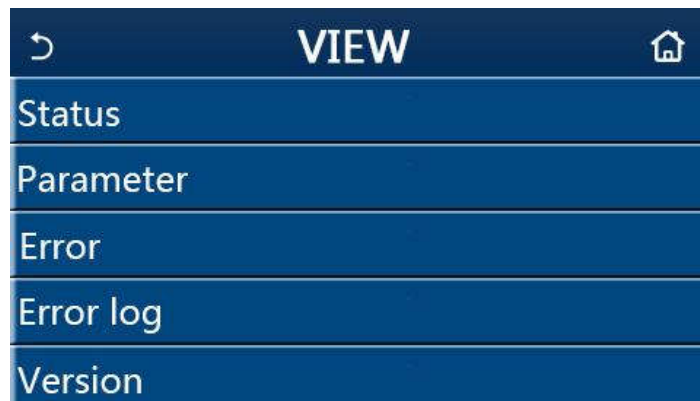 VIEW
Status
Parameter
Error
Error log
Version